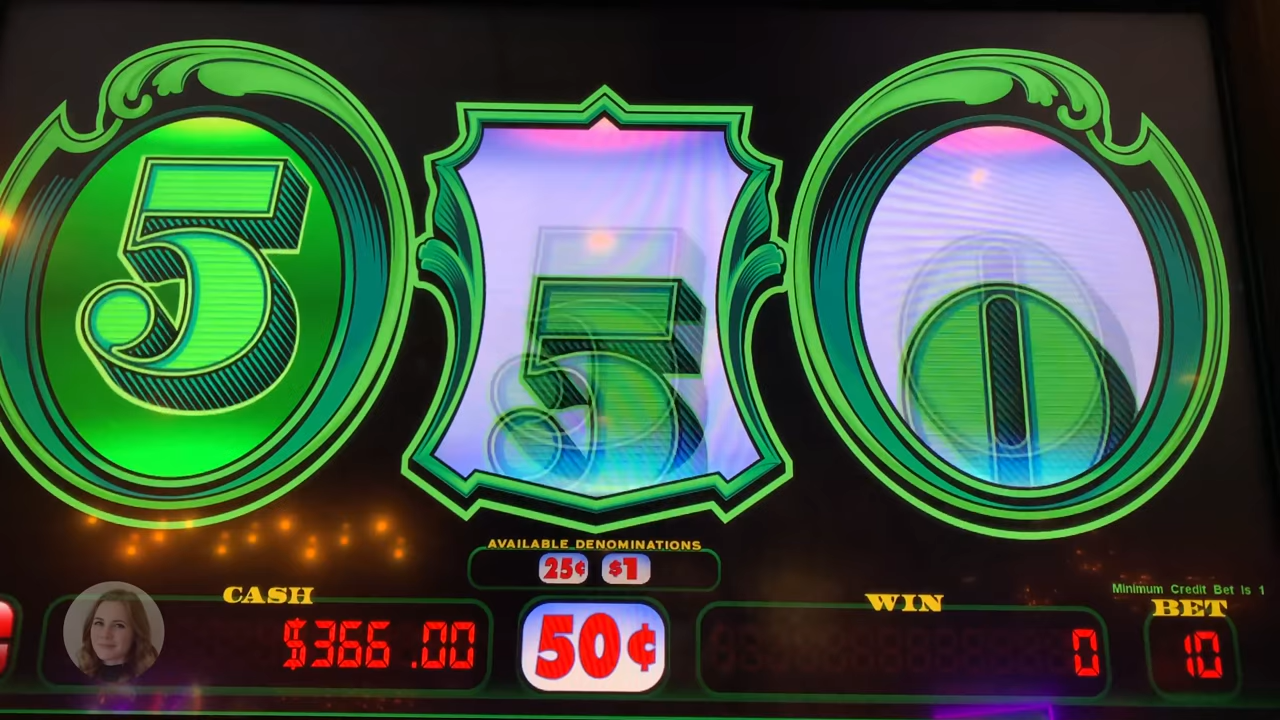 5 5 0
AVAILABLE DENOMINATIONS
25¢ $1
Minimum Credit Bet Is 1
CASH WIN BET
$366.00 50¢ 0 10